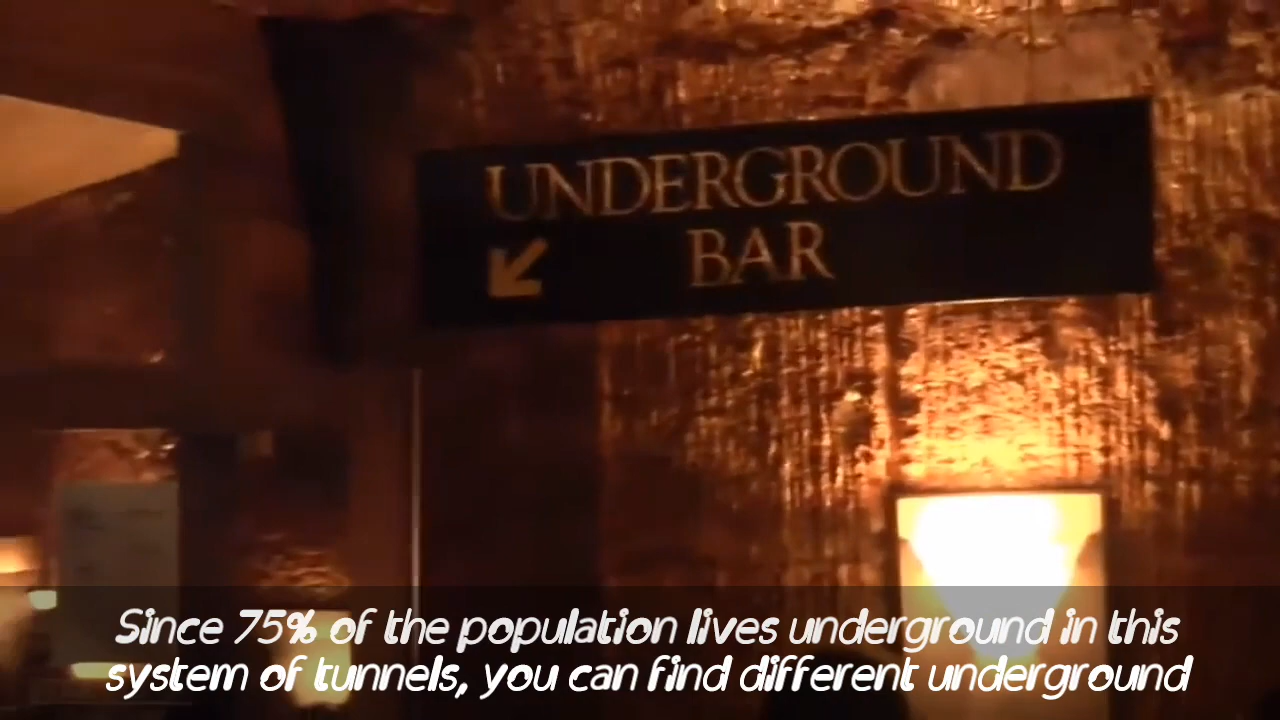 UNDERGROUND
BAR
Since 75% of the population lives underground in this
system of tunnels, you can find different underground